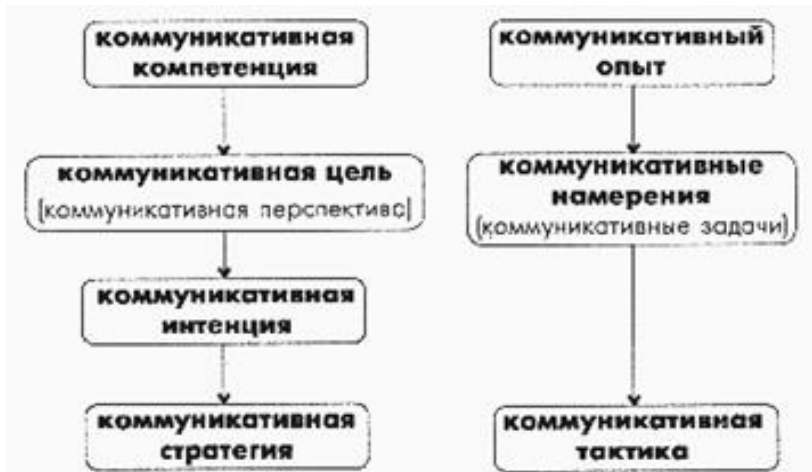 коммуникативная
компетенция
коммуникативная цель
(коммуникативная перспектива)
коммуникативная
интенция
коммуникативная
стратегия
коммуникативный
опыт
коммуникативные
намерения
(коммуникативные задачи)
коммуникативная
тактика